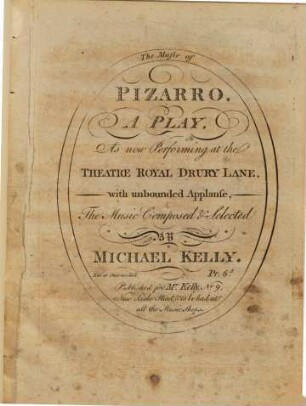 The Music of
PIZARRO.
A PLAY,
As now Performing at the
THEATRE ROYAL DRURY LANE,
with unbounded Applause,
The Music Composed & Selected
BY
MICHAEL KELLY.
Pr. 6s.
Published for Mr. Kelly, No. 9,
New Street to be had at
all the Music Shops.